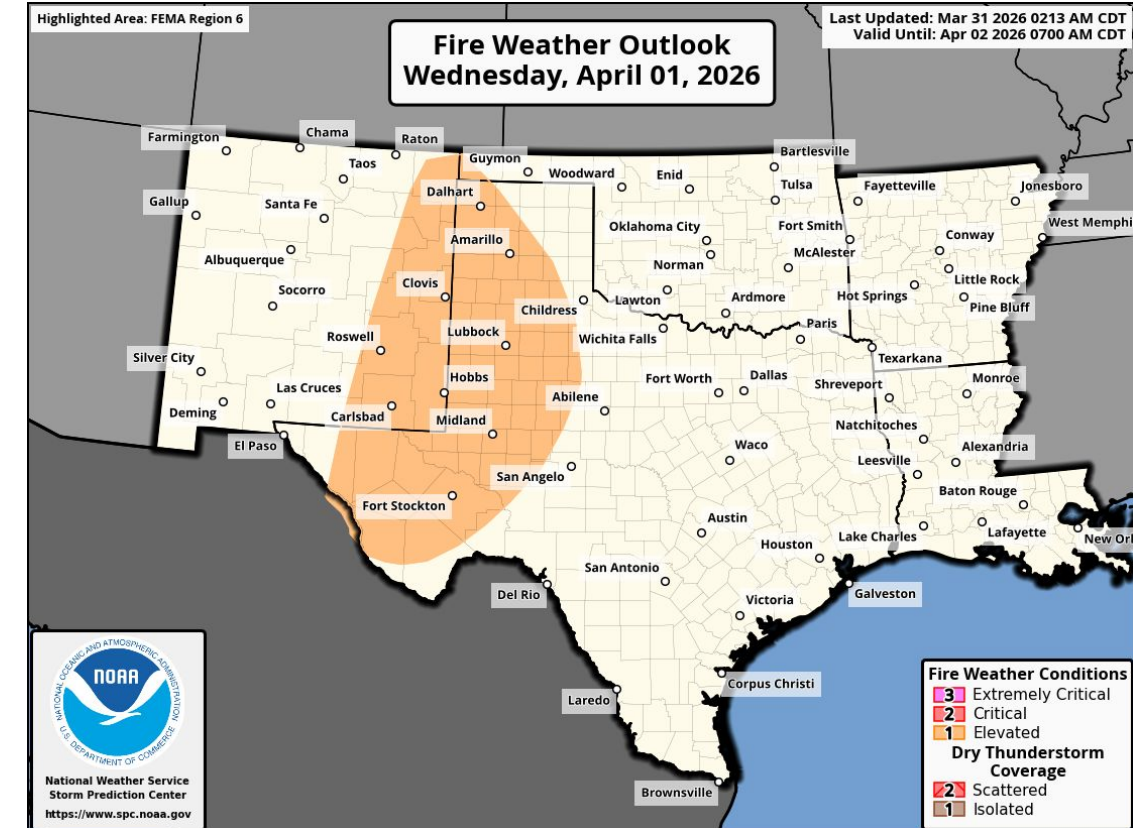 Highlighted Area: FEMA Region 6
Fire Weather Outlook
Wednesday, April 01, 2026
Last Updated: Mar 31 2026 0213 AM CDT
Valid Until: Apr 02 2026 0700 AM CDT
Farmington
Chama
Raton
Taos
Guymon
Woodward
Enid
Bartlesville
Tulsa
Fayetteville
Jonesboro
Gallup
Santa Fe
Dalhart
Albuquerque
Amarillo
Oklahoma City
Fort Smith
West Memphi
Norman
McAlester
Conway
Socorro
Clovis
Childress
Lawton
Ardmore
Hot Springs
Little Rock
Pine Bluff
Roswell
Lubbock
Wichita Falls
Paris
Texarkana
Silver City
Las Cruces
Hobbs
Fort Worth
Dallas
Shreveport
Monroe
Deming
Carlsbad
Midland
Abilene
Natchitoches
El Paso
Waco
Alexandria
San Angelo
Leesville
Fort Stockton
Baton Rouge
Austin
Houston
Lake Charles
Lafayette
New Orl
San Antonio
Del Rio
Victoria
Galveston
Laredo
Corpus Christi
Brownsville
NATIONAL OCEANIC AND ATMOSPHERIC ADMINISTRATION
NOAA
U.S. DEPARTMENT OF COMMERCE
National Weather Service
Storm Prediction Center
https://www.spc.noaa.gov
Fire Weather Conditions
3 Extremely Critical
2 Critical
1 Elevated
Dry Thunderstorm
Coverage
2 Scattered
1 Isolated